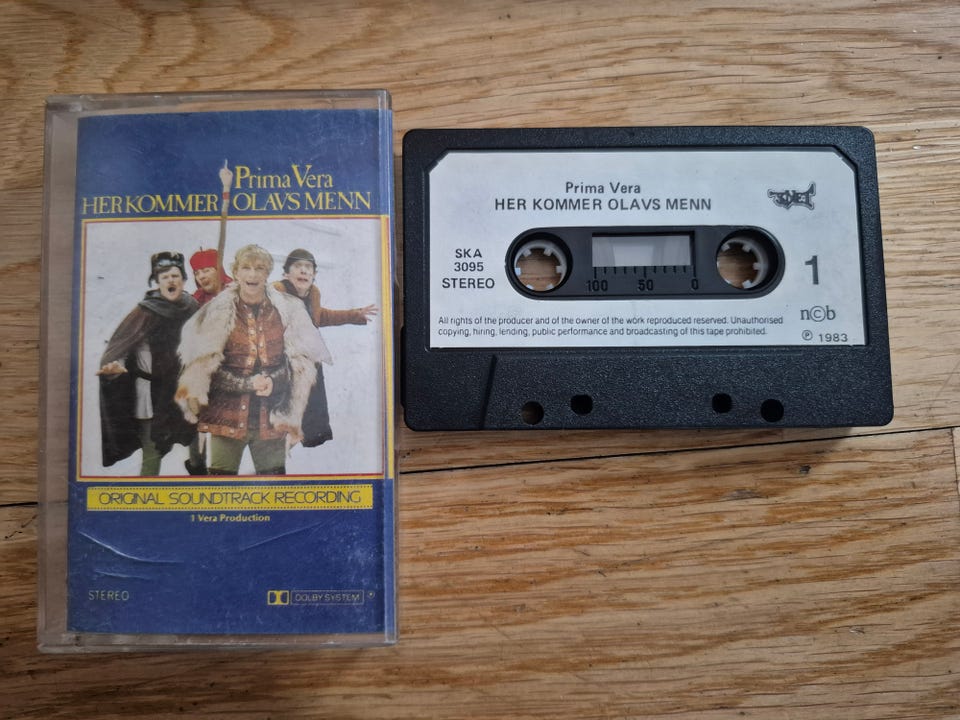 Prima Vera
HER KOMMER OLAVS MENN
ORIGINAL SOUNDTRACK RECORDING
1 Vera Production
STEREO
DOLBY SYSTEM
Prima Vera
HER KOMMER OLAVS MENN
SKA
3095
STEREO
100 50 0
1
All rights of the producer and of the owner of the work reproduced reserved. Unauthorised
copying, hiring, lending, public performance and broadcasting of this tape prohibited.
n©b
℗ 1983